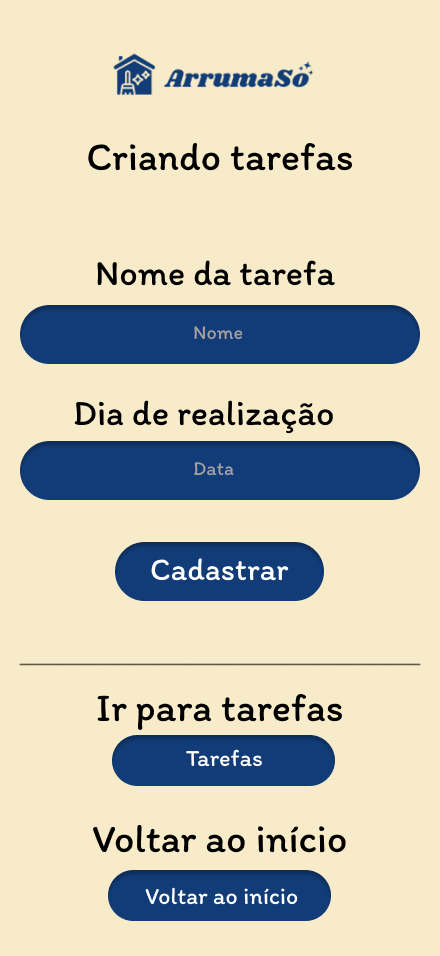 ArrumaSó
Criando tarefas
Nome da tarefa
Nome
Dia de realização
Data
Cadastrar
Ir para tarefas
Tarefas
Voltar ao início
Voltar ao início